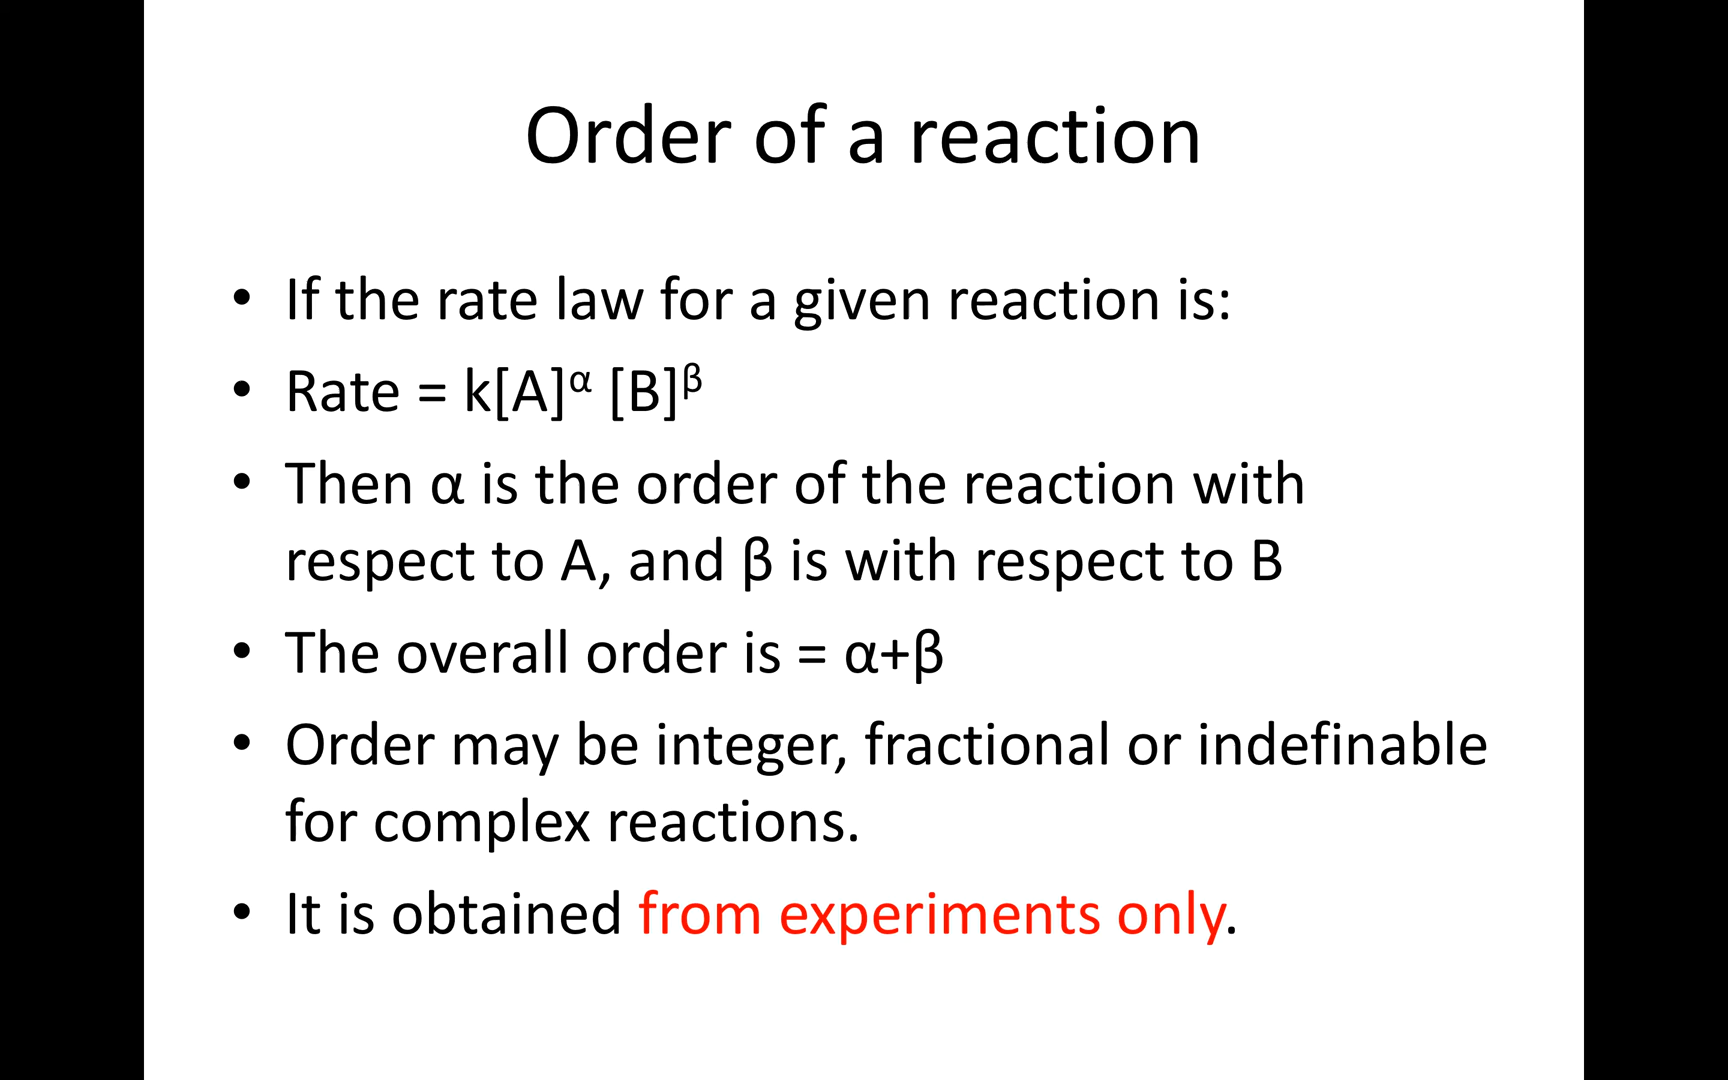 Order of a reaction
• If the rate law for a given reaction is:
• Rate = k[A]ᵅ [B]ᵝ
• Then α is the order of the reaction with
respect to A, and β is with respect to B
• The overall order is = α+β
• Order may be integer, fractional or indefinable
for complex reactions.
• It is obtained from experiments only.